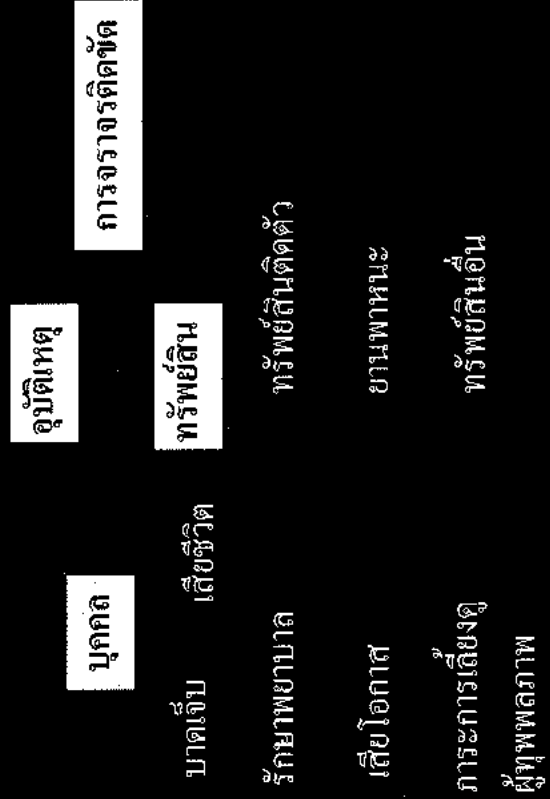 อุบัติเหตุ
บุคคล
การจราจรติดขัด
ทรัพย์สิน
บาดเจ็บ
เสียชีวิต
รักษาพยาบาล
ทรัพย์สินติดตัว
เสียโอกาส
ยานพาหนะ
ภาระการเลี้ยงดู
ทรัพย์สินอื่น
ผู้ทุพพลภาพ